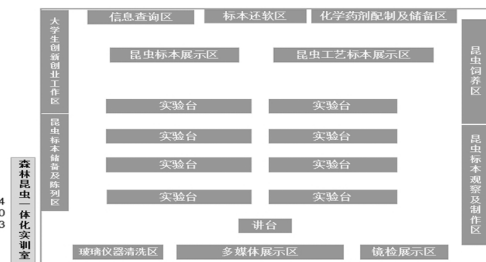 信息查询区
标本还软区
化学药剂配制及储备区
大学生创新创业工作区
昆虫标本展示区
昆虫工艺标本展示区
昆虫饲养区
实验台
实验台
昆虫标本储备及陈列区
实验台
实验台
昆虫标本观察及制作区
实验台
实验台
实验台
实验台
403
森林昆虫一体化实训室
讲台
玻璃仪器清洗区
多媒体展示区
镜检展示区